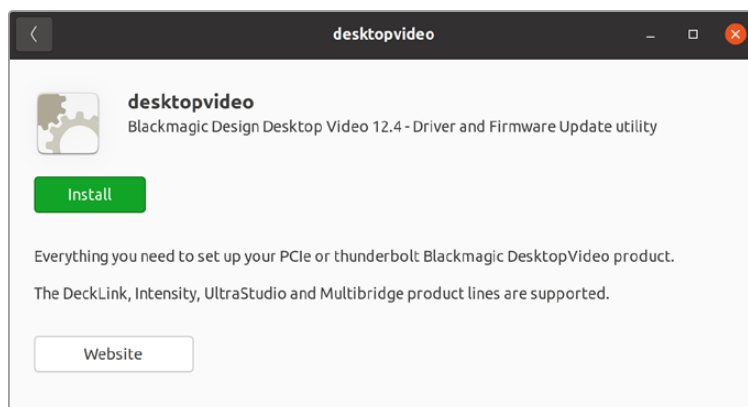 desktopvideo
desktopvideo
Blackmagic Design Desktop Video 12.4 - Driver and Firmware Update utility
Install
Everything you need to set up your PCIe or thunderbolt Blackmagic DesktopVideo product.
The DeckLink, Intensity, UltraStudio and Multibridge product lines are supported.
Website